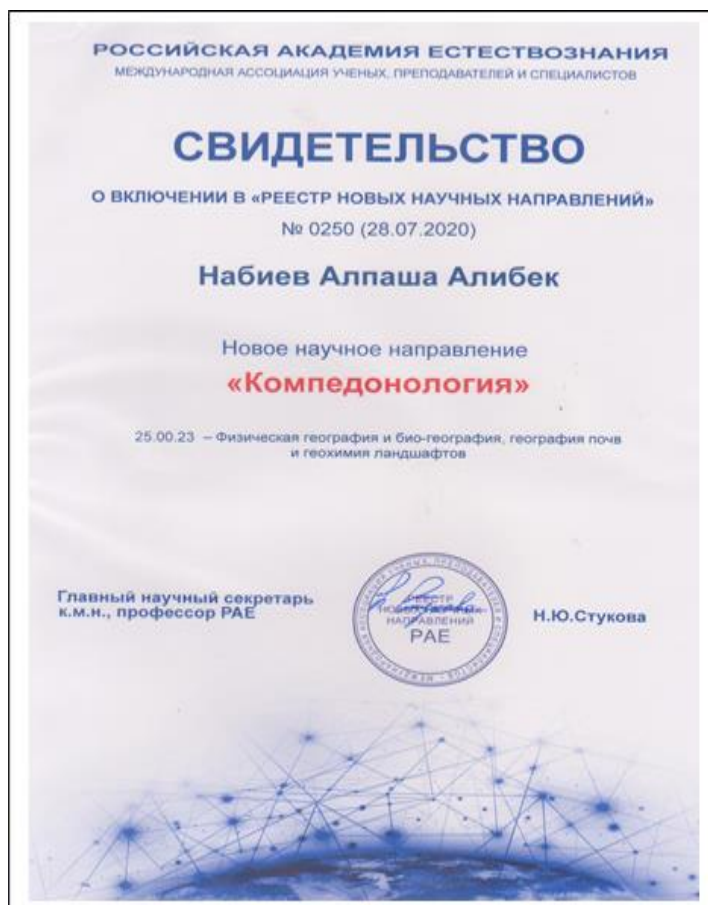 РОССИЙСКАЯ АКАДЕМИЯ ЕСТЕСТВОЗНАНИЯ
МЕЖДУНАРОДНАЯ АССОЦИАЦИЯ УЧЕНЫХ, ПРЕПОДАВАТЕЛЕЙ И СПЕЦИАЛИСТОВ
СВИДЕТЕЛЬСТВО
О ВКЛЮЧЕНИИ В «РЕЕСТР НОВЫХ НАУЧНЫХ НАПРАВЛЕНИЙ»
№ 0250 (28.07.2020)
Набиев Алпаша Алибек
Новое научное направление
«Компедонология»
25.00.23 – Физическая география и био-география, география почв
и геохимия ландшафтов
Главный научный секретарь
к.м.н., профессор РАЕ
РЕЕСТР
НАПРАВЛЕНИЙ
РАЕ
Н.Ю.Стукова